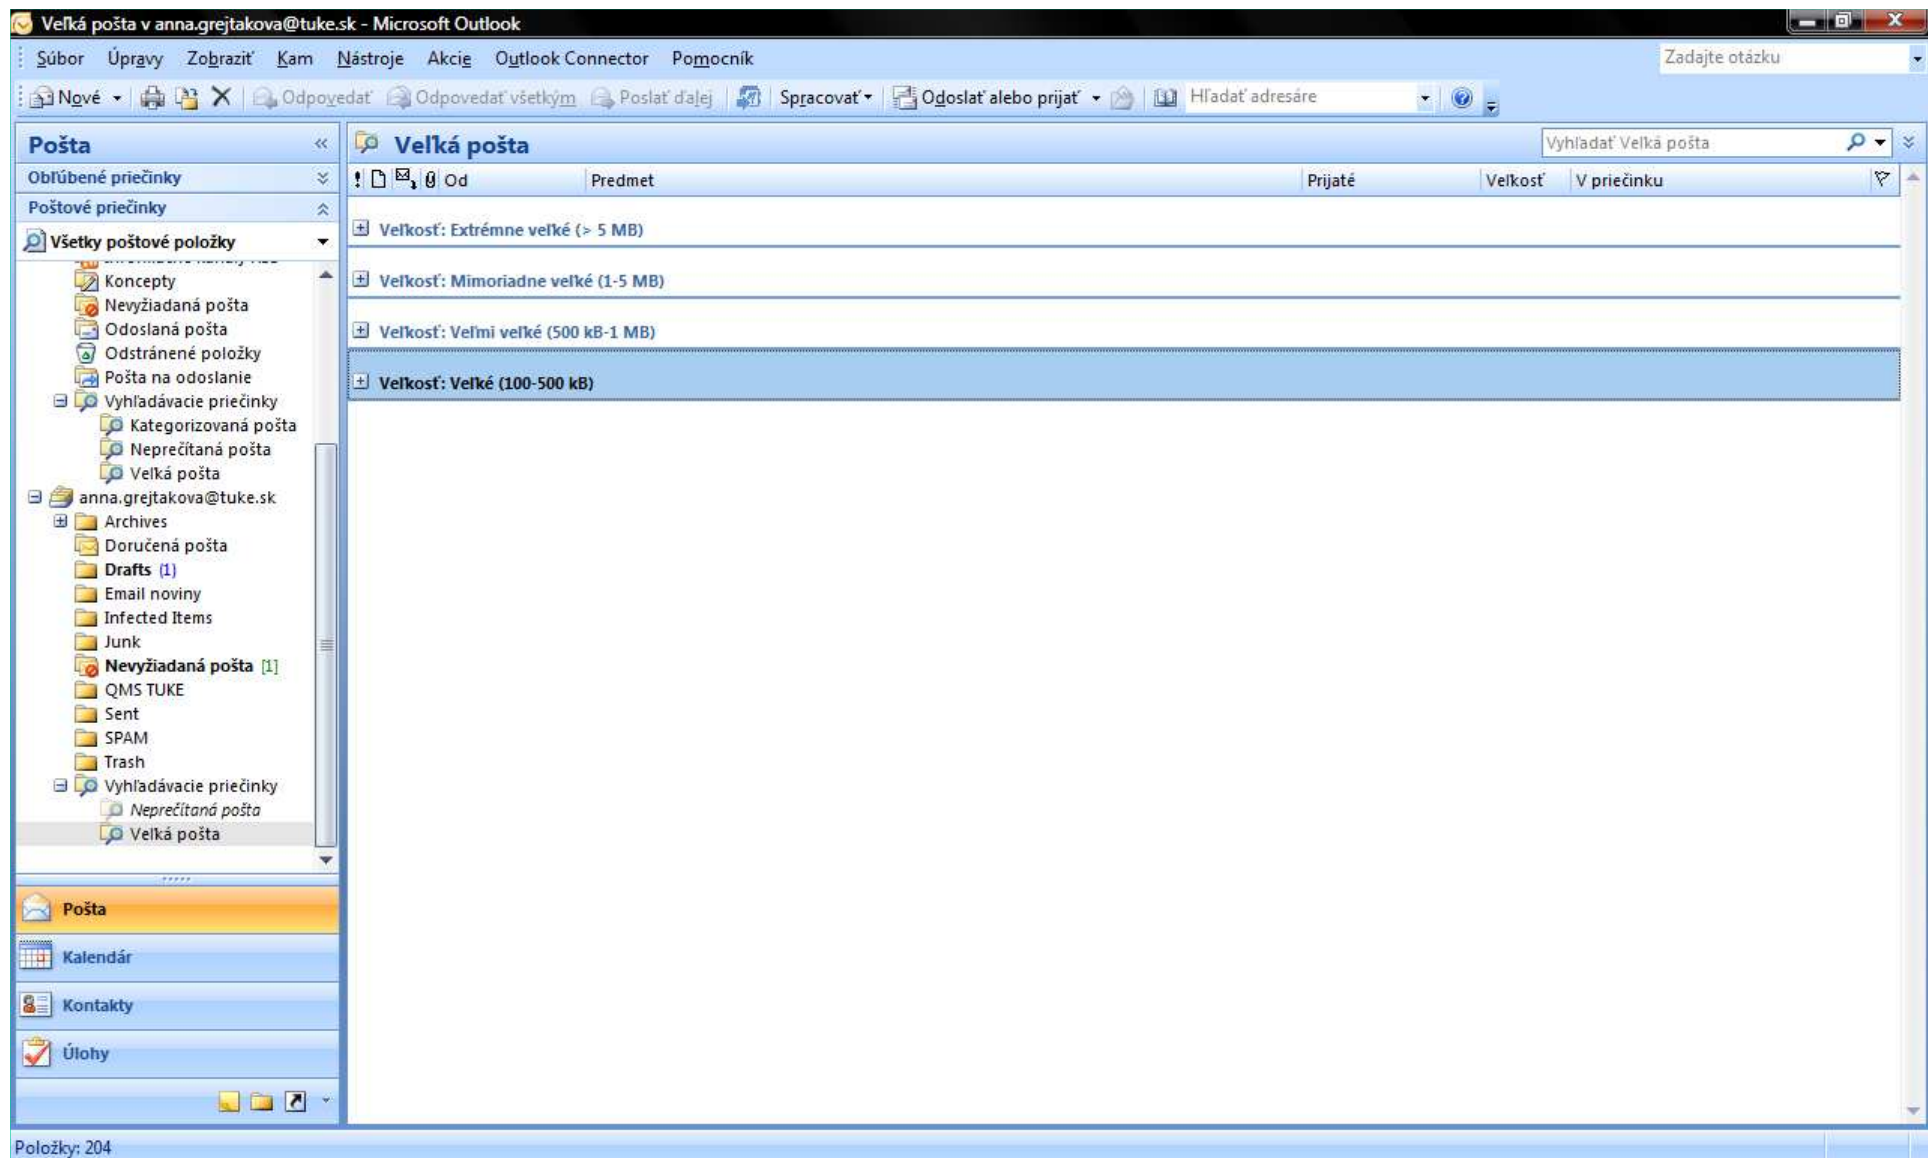 Veľká pošta v anna.grejtakova@tuke.sk - Microsoft Outlook
Súbor Úpravy Zobraziť Kam Nástroje Akcie Outlook Connector Pomocník Zadajte otázku
Nové Odpovedať Odpovedať všetkým Poslať ďalej Spracovať Odoslať alebo prijať Hľadať adresáre
Pošta
Obľúbené priečinky
Poštové priečinky
Všetky poštové položky
Koncepty
Nevyžiadaná pošta
Odoslaná pošta
Odstránené položky
Pošta na odoslanie
Vyhľadávacie priečinky
Kategorizovaná pošta
Neprečítaná pošta
Veľká pošta
anna.grejtakova@tuke.sk
Archives
Doručená pošta
Drafts (1)
Email noviny
Infected Items
Junk
Nevyžiadaná pošta [1]
QMS TUKE
Sent
SPAM
Trash
Vyhľadávacie priečinky
Neprečítaná pošta
Veľká pošta
Pošta
Kalendár
Kontakty
Úlohy
Veľká pošta Vyhľadať Veľká pošta
Od Predmet Prijaté Veľkosť V priečinku
Veľkosť: Extrémne veľké (> 5 MB)
Veľkosť: Mimoriadne veľké (1-5 MB)
Veľkosť: Veľmi veľké (500 kB-1 MB)
Veľkosť: Veľké (100-500 kB)
Položky: 204